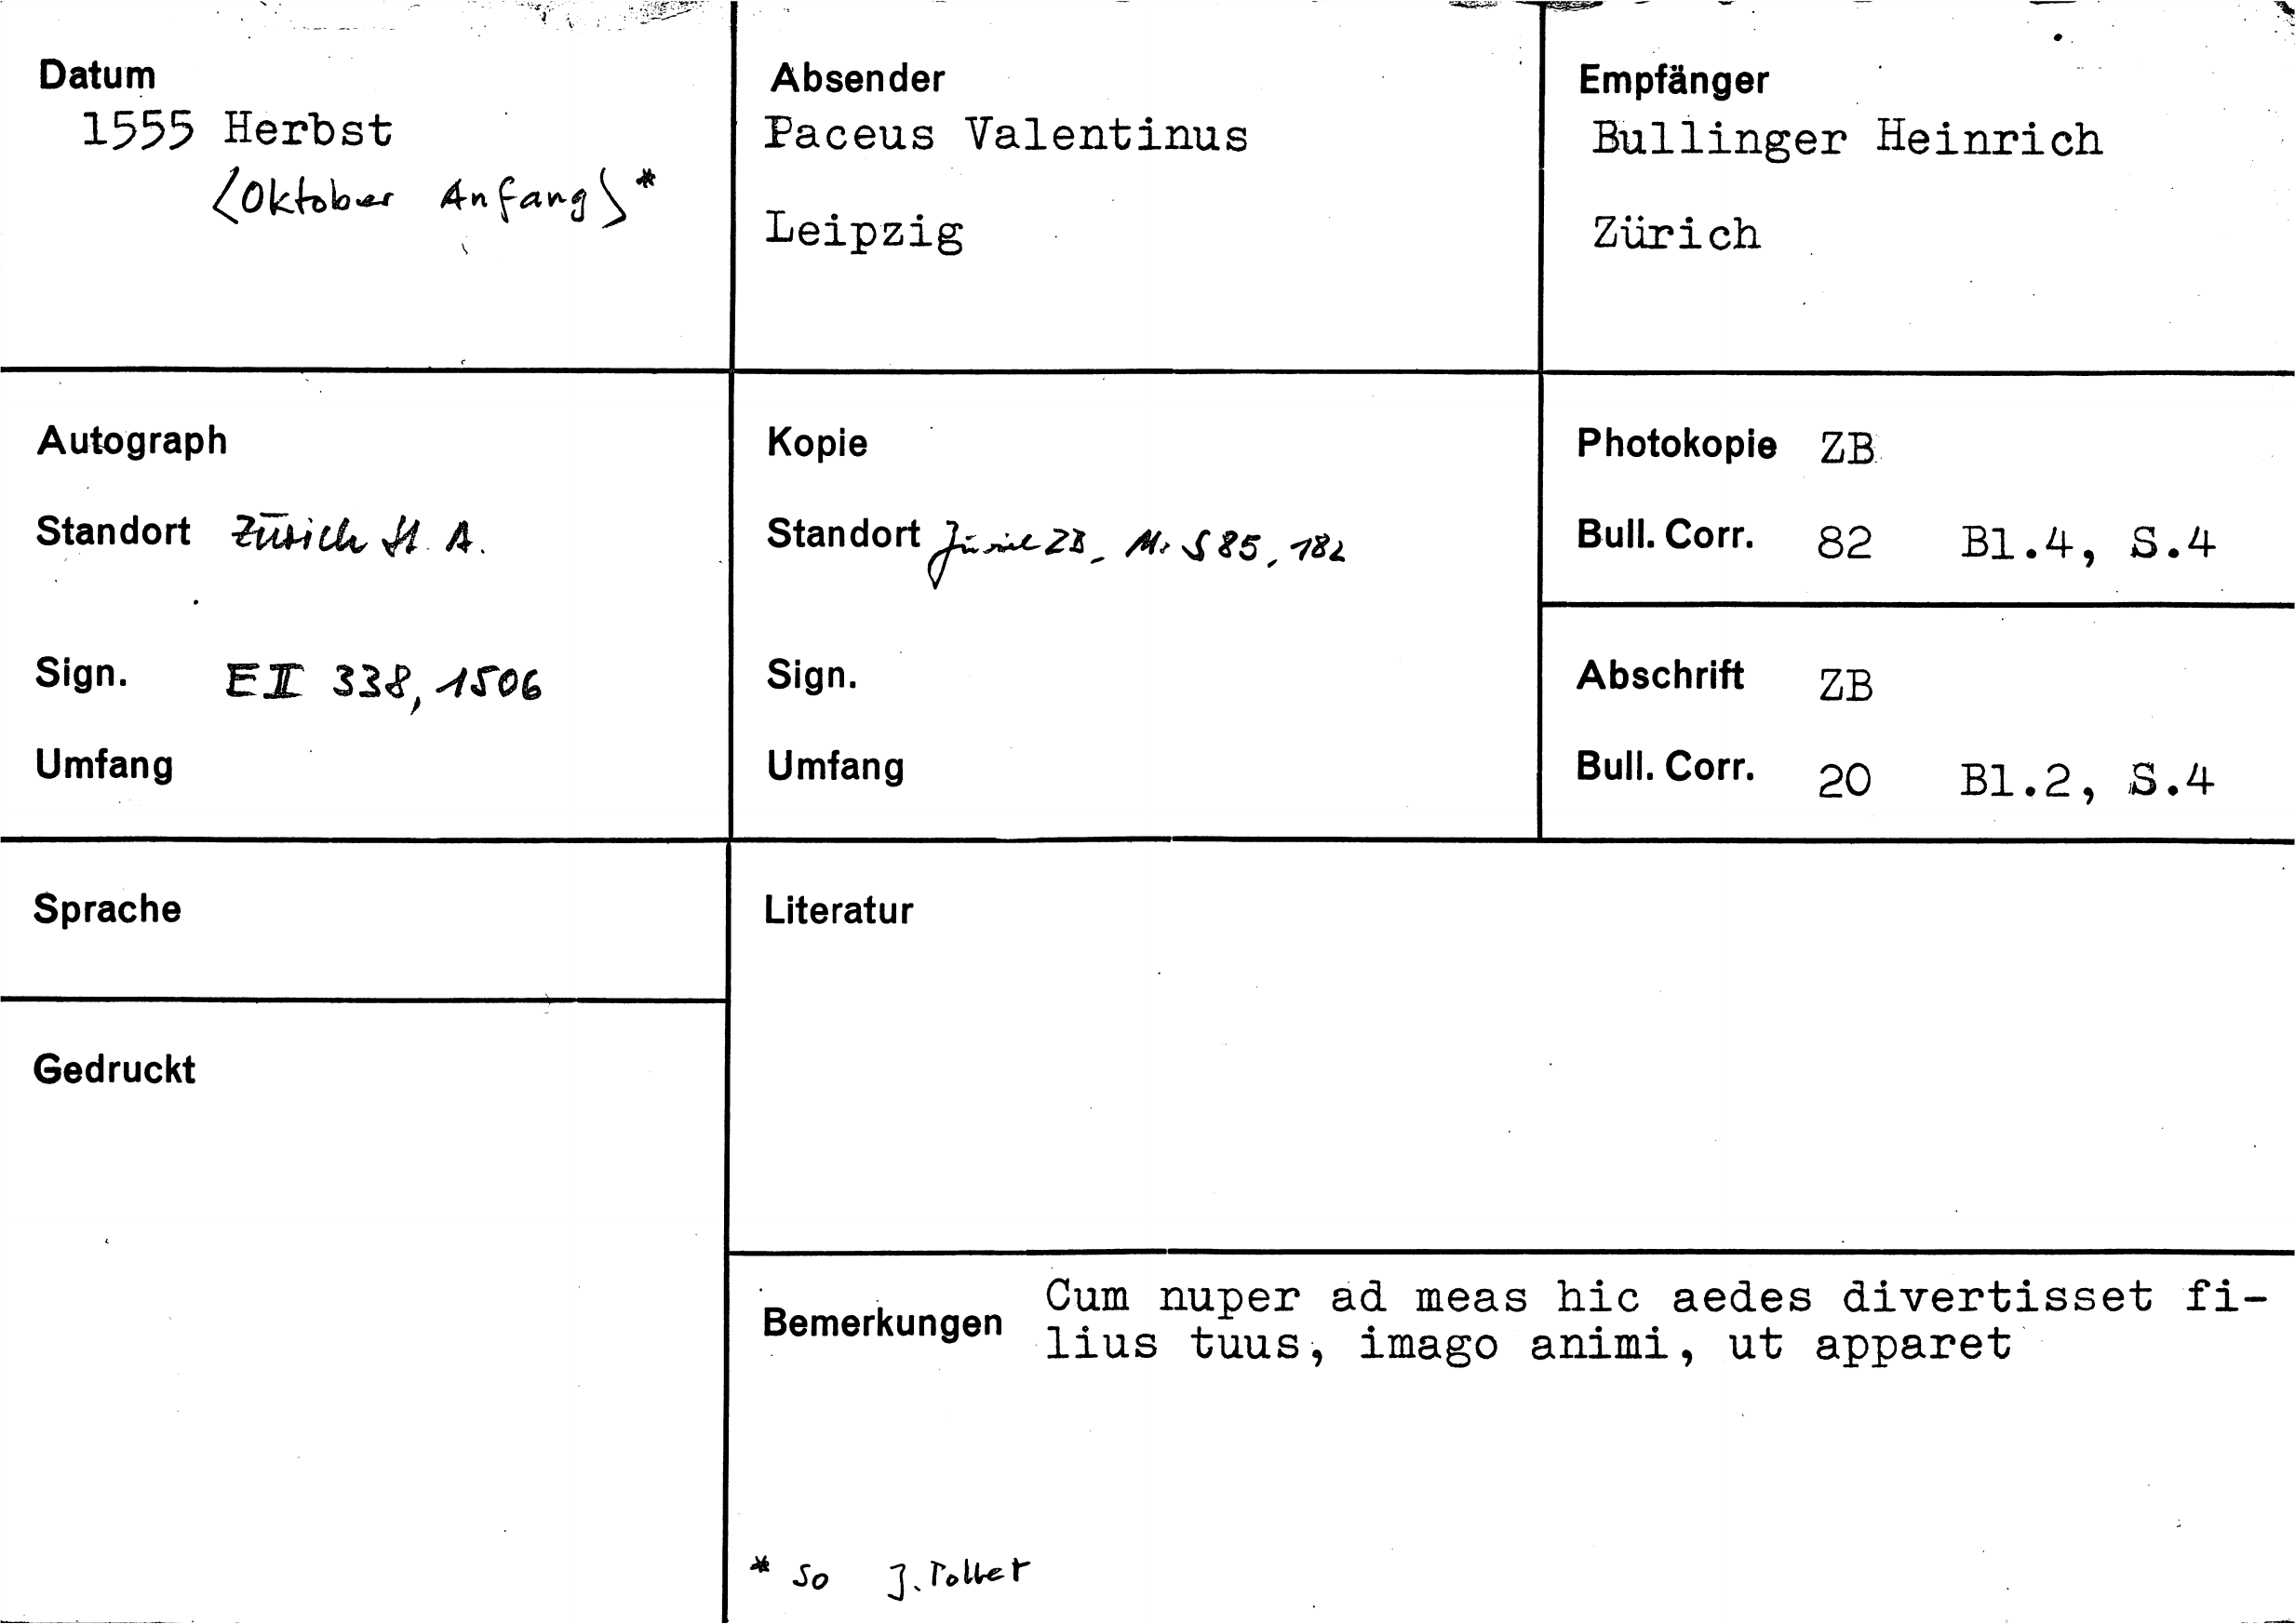 Datum
1555 Herbst
⟨Oktober Anfang⟩*
Absender
Paceus Valentinus
Leipzig
Empfänger
Bullinger Heinrich
Zürich
Autograph
Standort Zürich St. A.
Sign. E II 338, 1506
Umfang
Kopie
Standort Zürich ZB, Ms S 85, 182
Sign.
Umfang
Photokopie ZB
Bull. Corr. 82 Bl.4, S.4
Abschrift ZB
Bull. Corr. 20 Bl.2, S.4
Sprache
Gedruckt
Literatur
Bemerkungen
Cum nuper ad meas hic aedes divertisset fi-
lius tuus, imago animi, ut apparet
* so J.